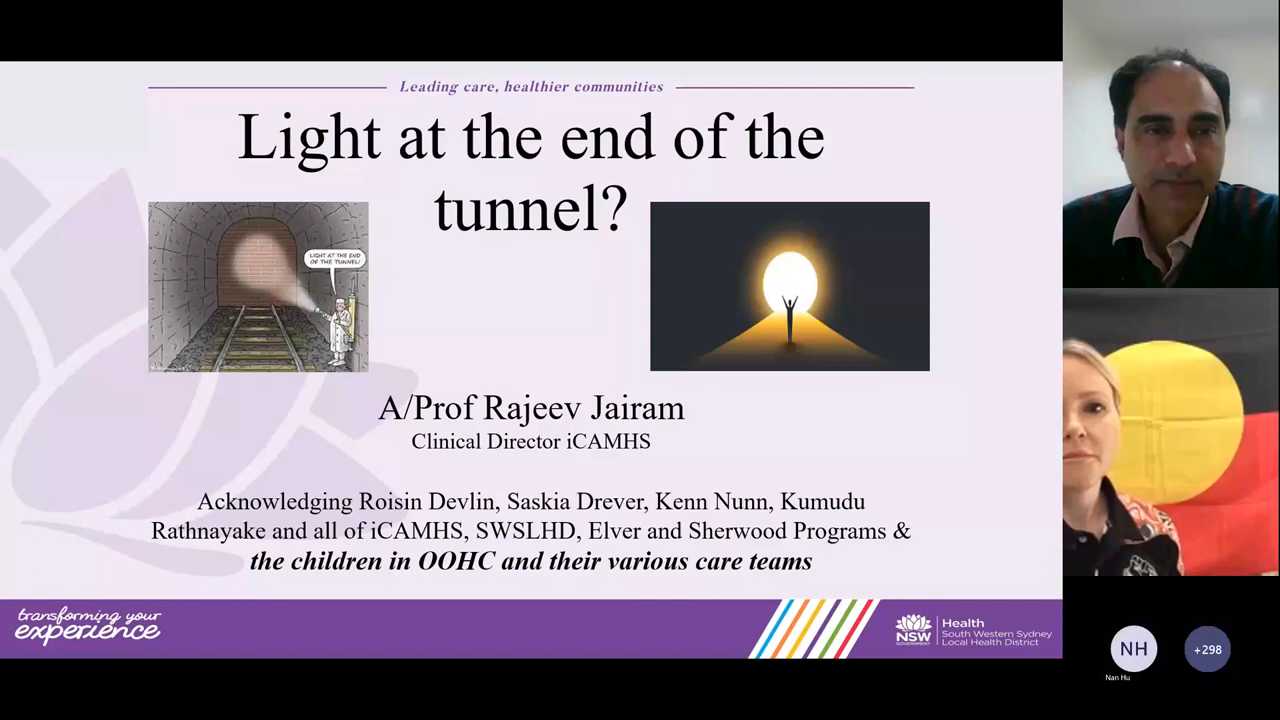 Leading care, healthier communities
Light at the end of the
tunnel?
LIGHT AT THE END
OF THE TUNNEL!
A/Prof Rajeev Jairam
Clinical Director iCAMHS
Acknowledging Roisin Devlin, Saskia Drever, Kenn Nunn, Kumudu
Rathnayake and all of iCAMHS, SWSLHD, Elver and Sherwood Programs &
the children in OOHC and their various care teams
transforming your
experience
NSW
GOVERNMENT
Health
South Western Sydney
Local Health District
NH
+298
Nan Hu